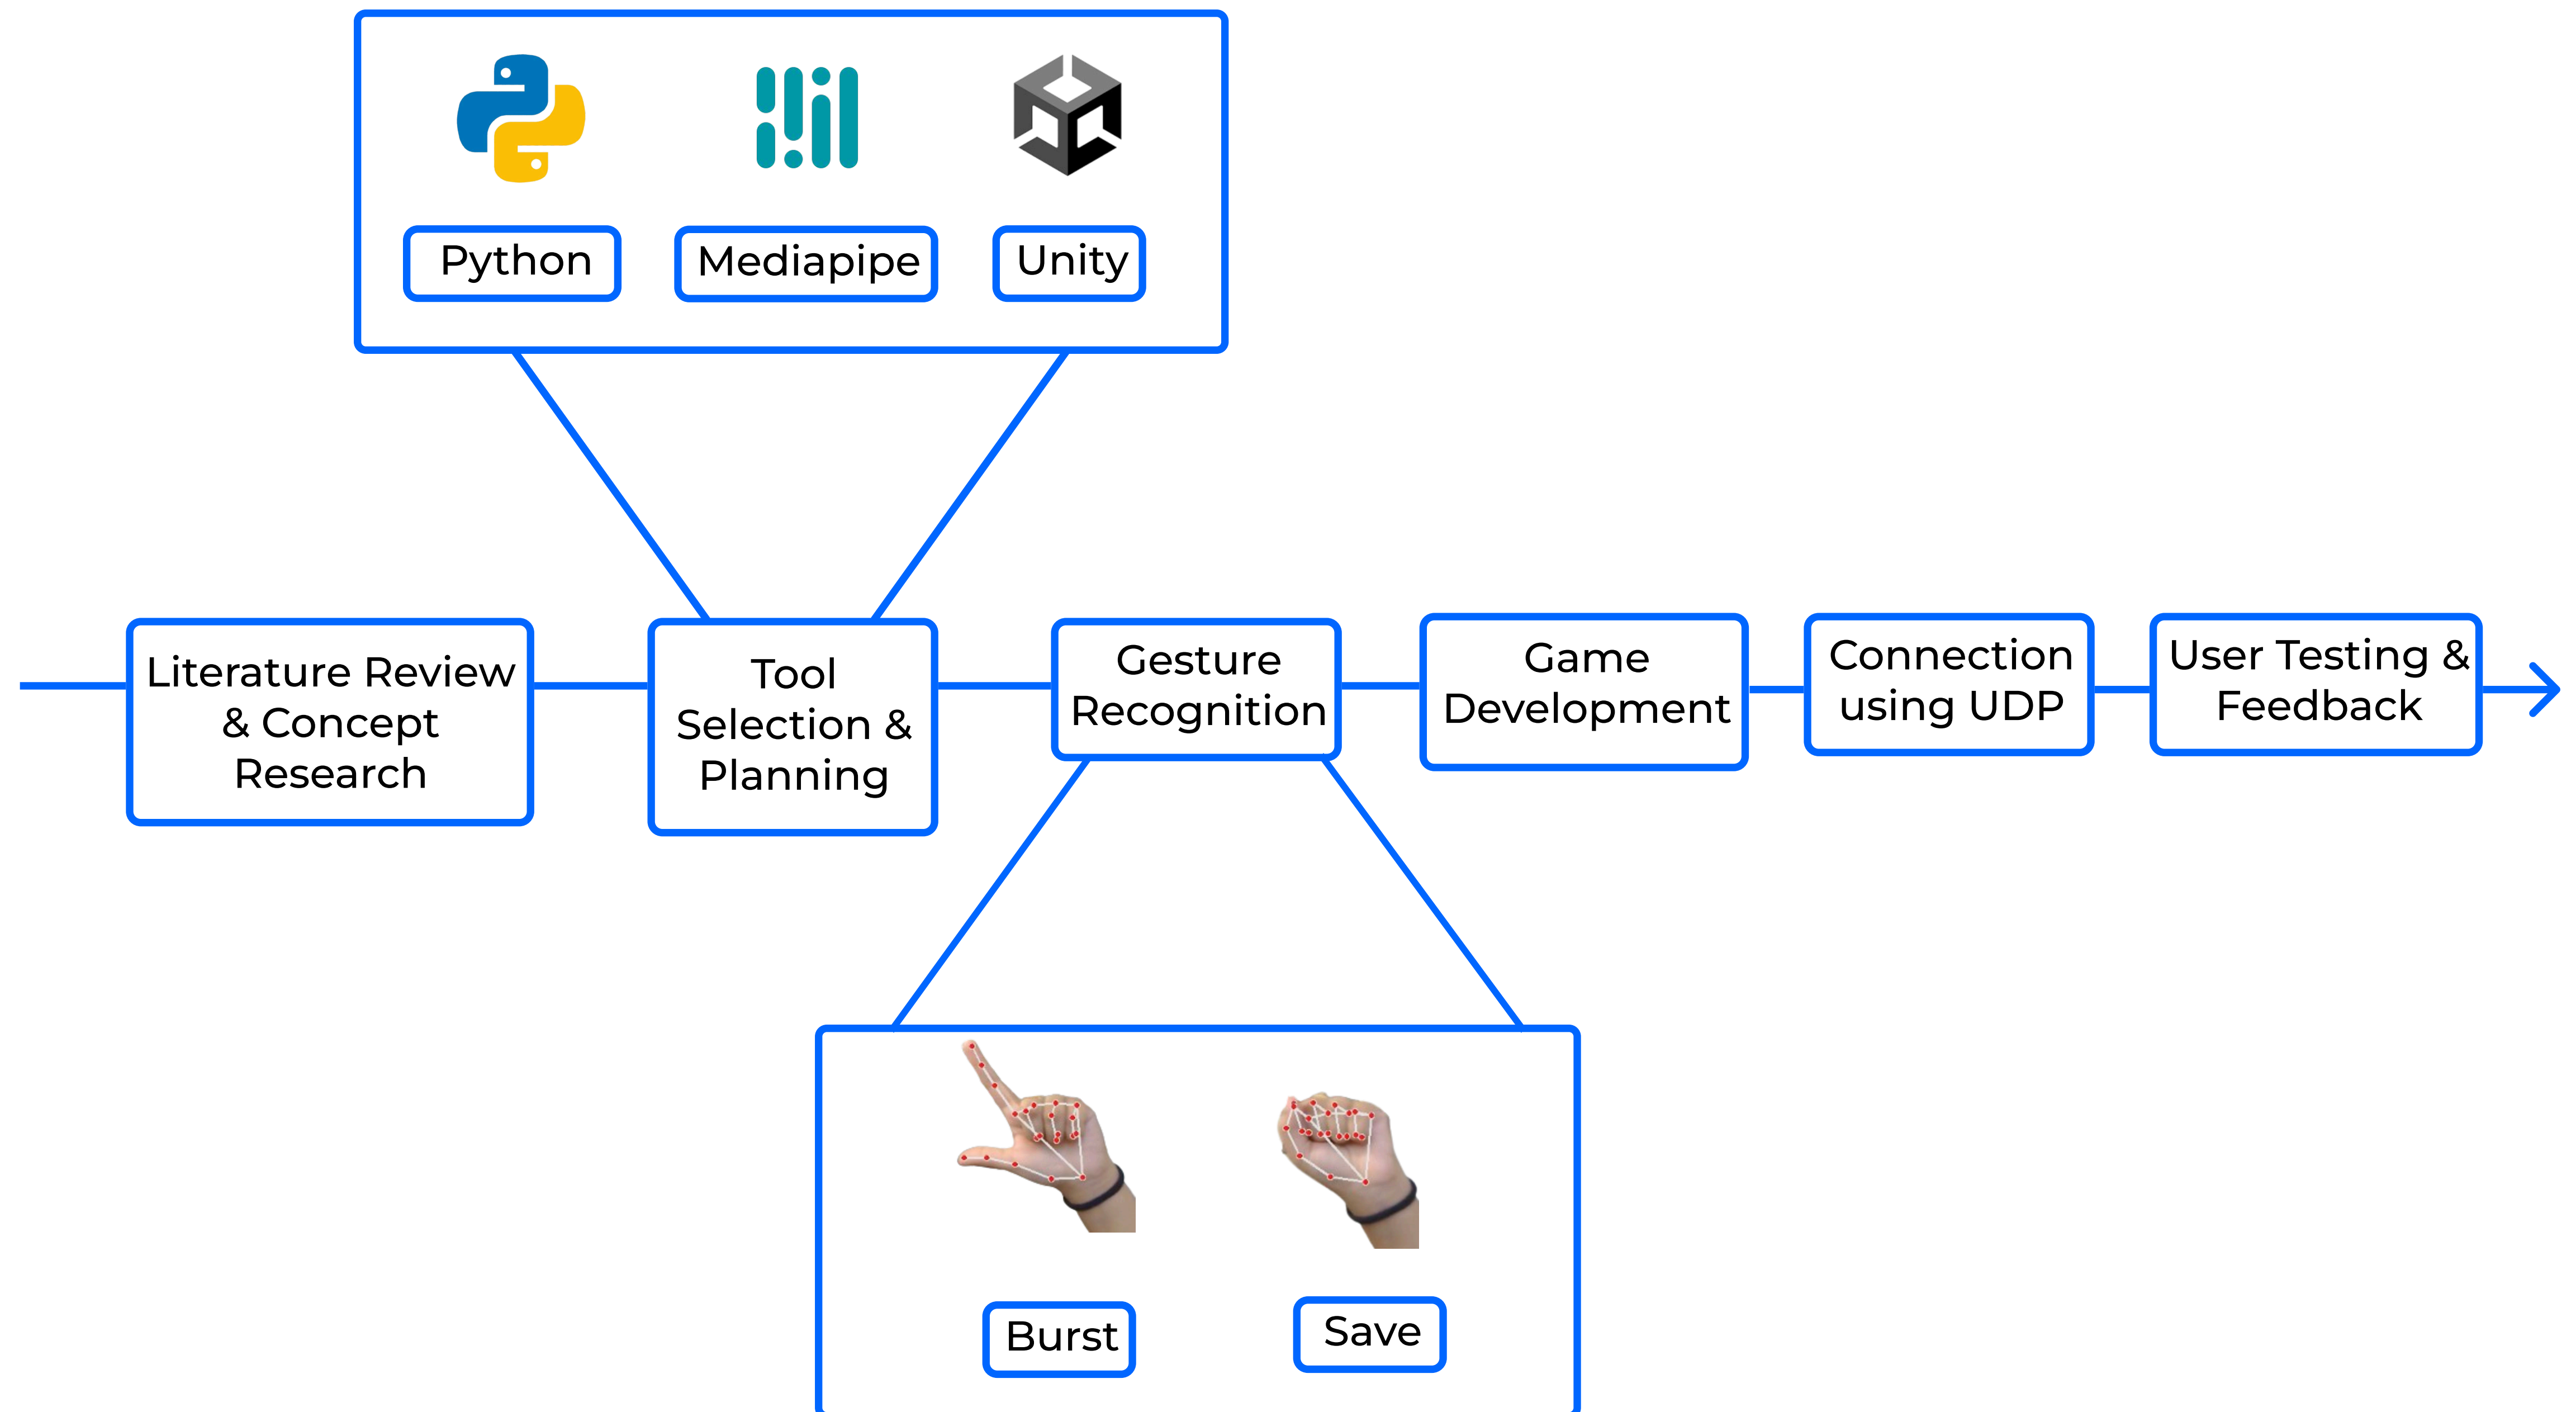 Python
Mediapipe
Unity
Literature Review
& Concept
Research
Tool
Selection &
Planning
Gesture
Recognition
Game
Development
Connection
using UDP
User Testing &
Feedback
Burst
Save